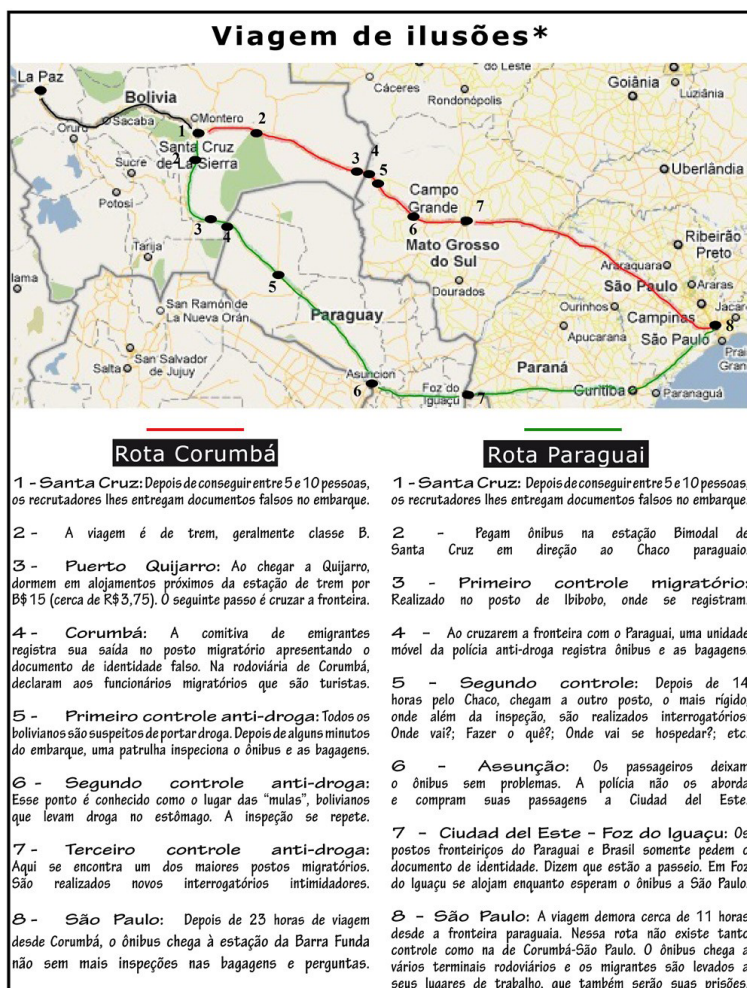 Viagem de ilusões*
do Leste
La Paz
Cáceres
Goiânia
Luziânia
Rondonópolis
Bolivia
Montero
Oruro
Sacaba
1
2
Santa Cruz
de La Sierra
2
3
4
5
Sucre
Uberlândia
Campo
Grande
7
Potosí
3
4
6
Mato Grosso
do Sul
Ribeirão
Preto
Tarija
Araraquara
5
Dourados
São Paulo
Araras
San Ramón de
La Nueva Orán
Paraguay
Ourinhos
Campinas
Jacare
8
Apucarana
São Paulo
San Salvador
de Jujuy
Salta
Asuncion
Paraná
6
Foz do
Iguaçu
7
Curitiba
Paranaguá
Rota Corumbá
1 - Santa Cruz: Depois de conseguir entre 5 e 10 pessoas,
os recrutadores lhes entregam documentos falsos no embarque.
2 - A viagem é de trem, geralmente classe B.
3 - Puerto Quijarro: Ao chegar a Quijarro,
dormem em alojamentos próximos da estação de trem por
B$ 15 (cerca de R$3,75). O seguinte passo é cruzar a fronteira.
4 - Corumbá: A comitiva de emigrantes
registra sua saída no posto migratório apresentando o
documento de identidade falso. Na rodoviária de Corumbá,
declaram aos funcionários migratórios que são turistas.
5 - Primeiro controle anti-droga: Todos os
bolivianos são suspeitos de portar droga. Depois de alguns minutos
do embarque, uma patrulha inspeciona o ônibus e as bagagens.
6 - Segundo controle anti-droga:
Esse ponto é conhecido como o lugar das "mulas", bolivianos
que levam droga no estômago. A inspeção se repete.
7 - Terceiro controle anti-droga:
Aqui se encontra um dos maiores postos migratórios.
São realizados novos interrogatórios intimidadores.
8 - São Paulo: Depois de 23 horas de viagem
desde Corumbá, o ônibus chega à estação da Barra Funda
não sem mais inspeções nas bagagens e perguntas.
Rota Paraguai
1 - Santa Cruz: Depois de conseguir entre 5 e 10 pessoas,
os recrutadores lhes entregam documentos falsos no embarque.
2 - Pegam ônibus na estação Bimodal de
Santa Cruz em direção ao Chaco paraguaio.
3 - Primeiro controle migratório:
Realizado no posto de Ibibobo, onde se registram.
4 - Ao cruzarem a fronteira com o Paraguai, uma unidade
móvel da polícia anti-droga registra ônibus e as bagagens.
5 - Segundo controle: Depois de 14
horas pelo Chaco, chegam a outro posto, o mais rígido,
onde além da inspeção, são realizados interrogatórios:
Onde vai?; Fazer o quê?; Onde vai se hospedar?; etc.
6 - Assunção: Os passageiros deixam
o ônibus sem problemas. A polícia não os aborda
e compram suas passagens a Ciudad del Este.
7 - Ciudad del Este - Foz do Iguaçu: Os
postos fronteiriços do Paraguai e Brasil somente pedem o
documento de identidade. Dizem que estão a passeio. Em Foz
do Iguaçu se alojam enquanto esperam o ônibus a São Paulo.
8 - São Paulo: A viagem demora cerca de 11 horas
desde a fronteira paraguaia. Nessa rota não existe tanto
controle como na de Corumbá-São Paulo. O ônibus chega a
vários terminais rodoviários e os migrantes são levados a
seus lugares de trabalho, que também serão suas prisões.